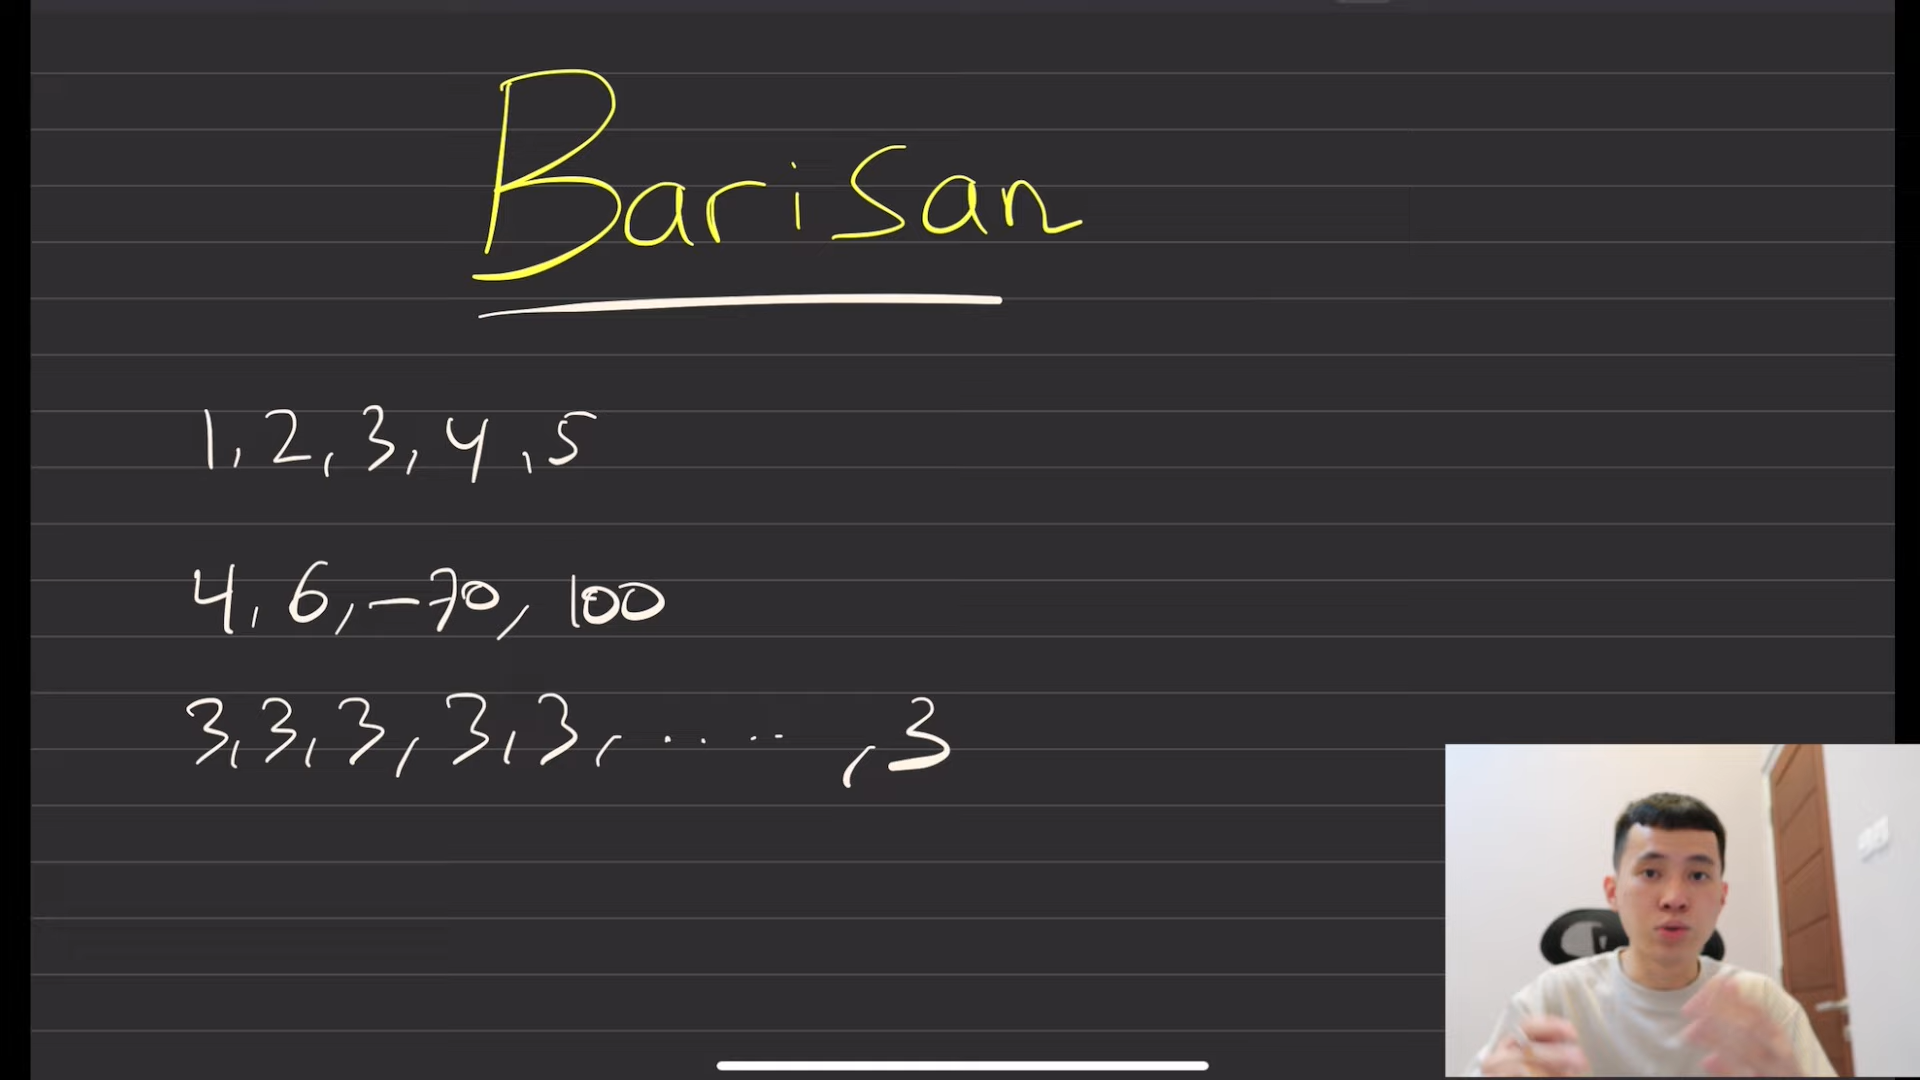 Barisan
1, 2, 3, 4, 5
4, 6, -70, 100
3, 3, 3, 3, 3, ....., 3